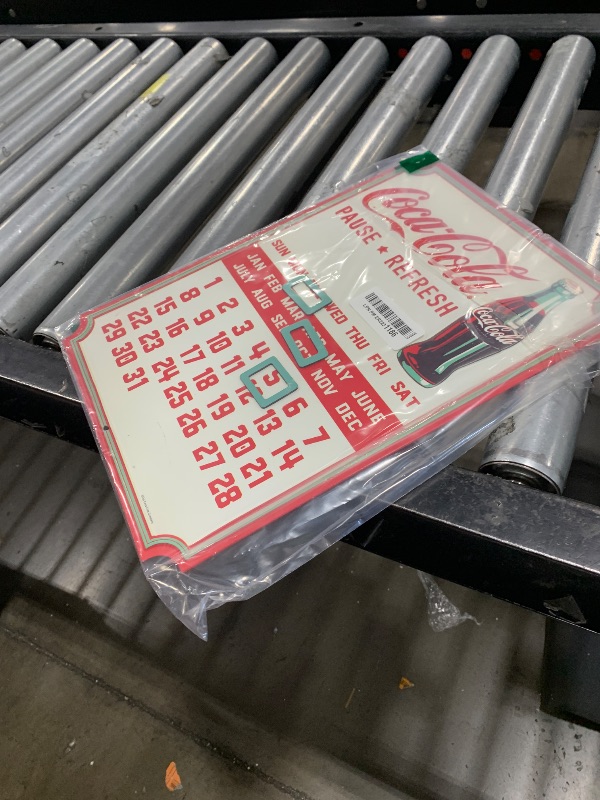 Coca-Cola
PAUSE ★ REFRESH
Coca-Cola
SUN WED THU FRI SAT
JAN FEB MAR MAY JUNE
JULY AUG NOV DEC
1 2 3 4 5 6 7
8 9 10 11 12 13 14
15 16 17 18 19 20 21
22 23 24 25 26 27 28
29 30 31